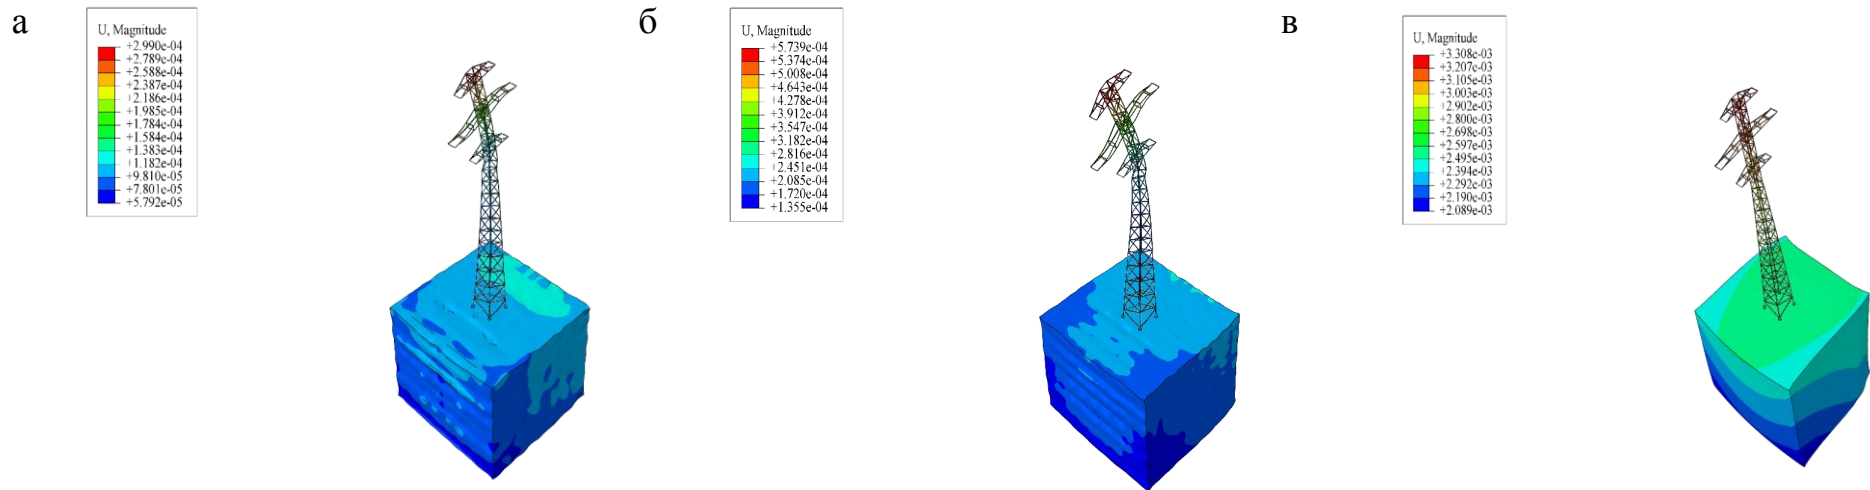 а
U, Magnitude
+2.990e-04
+2.789e-04
+2.588e-04
+2.387e-04
+2.186e-04
+1.985e-04
+1.784e-04
+1.584e-04
+1.383e-04
+1.182e-04
+9.810e-05
+7.801e-05
+5.792e-05
б
U, Magnitude
+5.739e-04
+5.374e-04
+5.008e-04
+4.643e-04
+4.278e-04
+3.912e-04
+3.547e-04
+3.182e-04
+2.816e-04
+2.451e-04
+2.085e-04
+1.720e-04
+1.355e-04
в
U, Magnitude
+3.308e-03
+3.207e-03
+3.105e-03
+3.003e-03
+2.902e-03
+2.800e-03
+2.698e-03
+2.597e-03
+2.495e-03
+2.394e-03
+2.292e-03
+2.190e-03
+2.089e-03